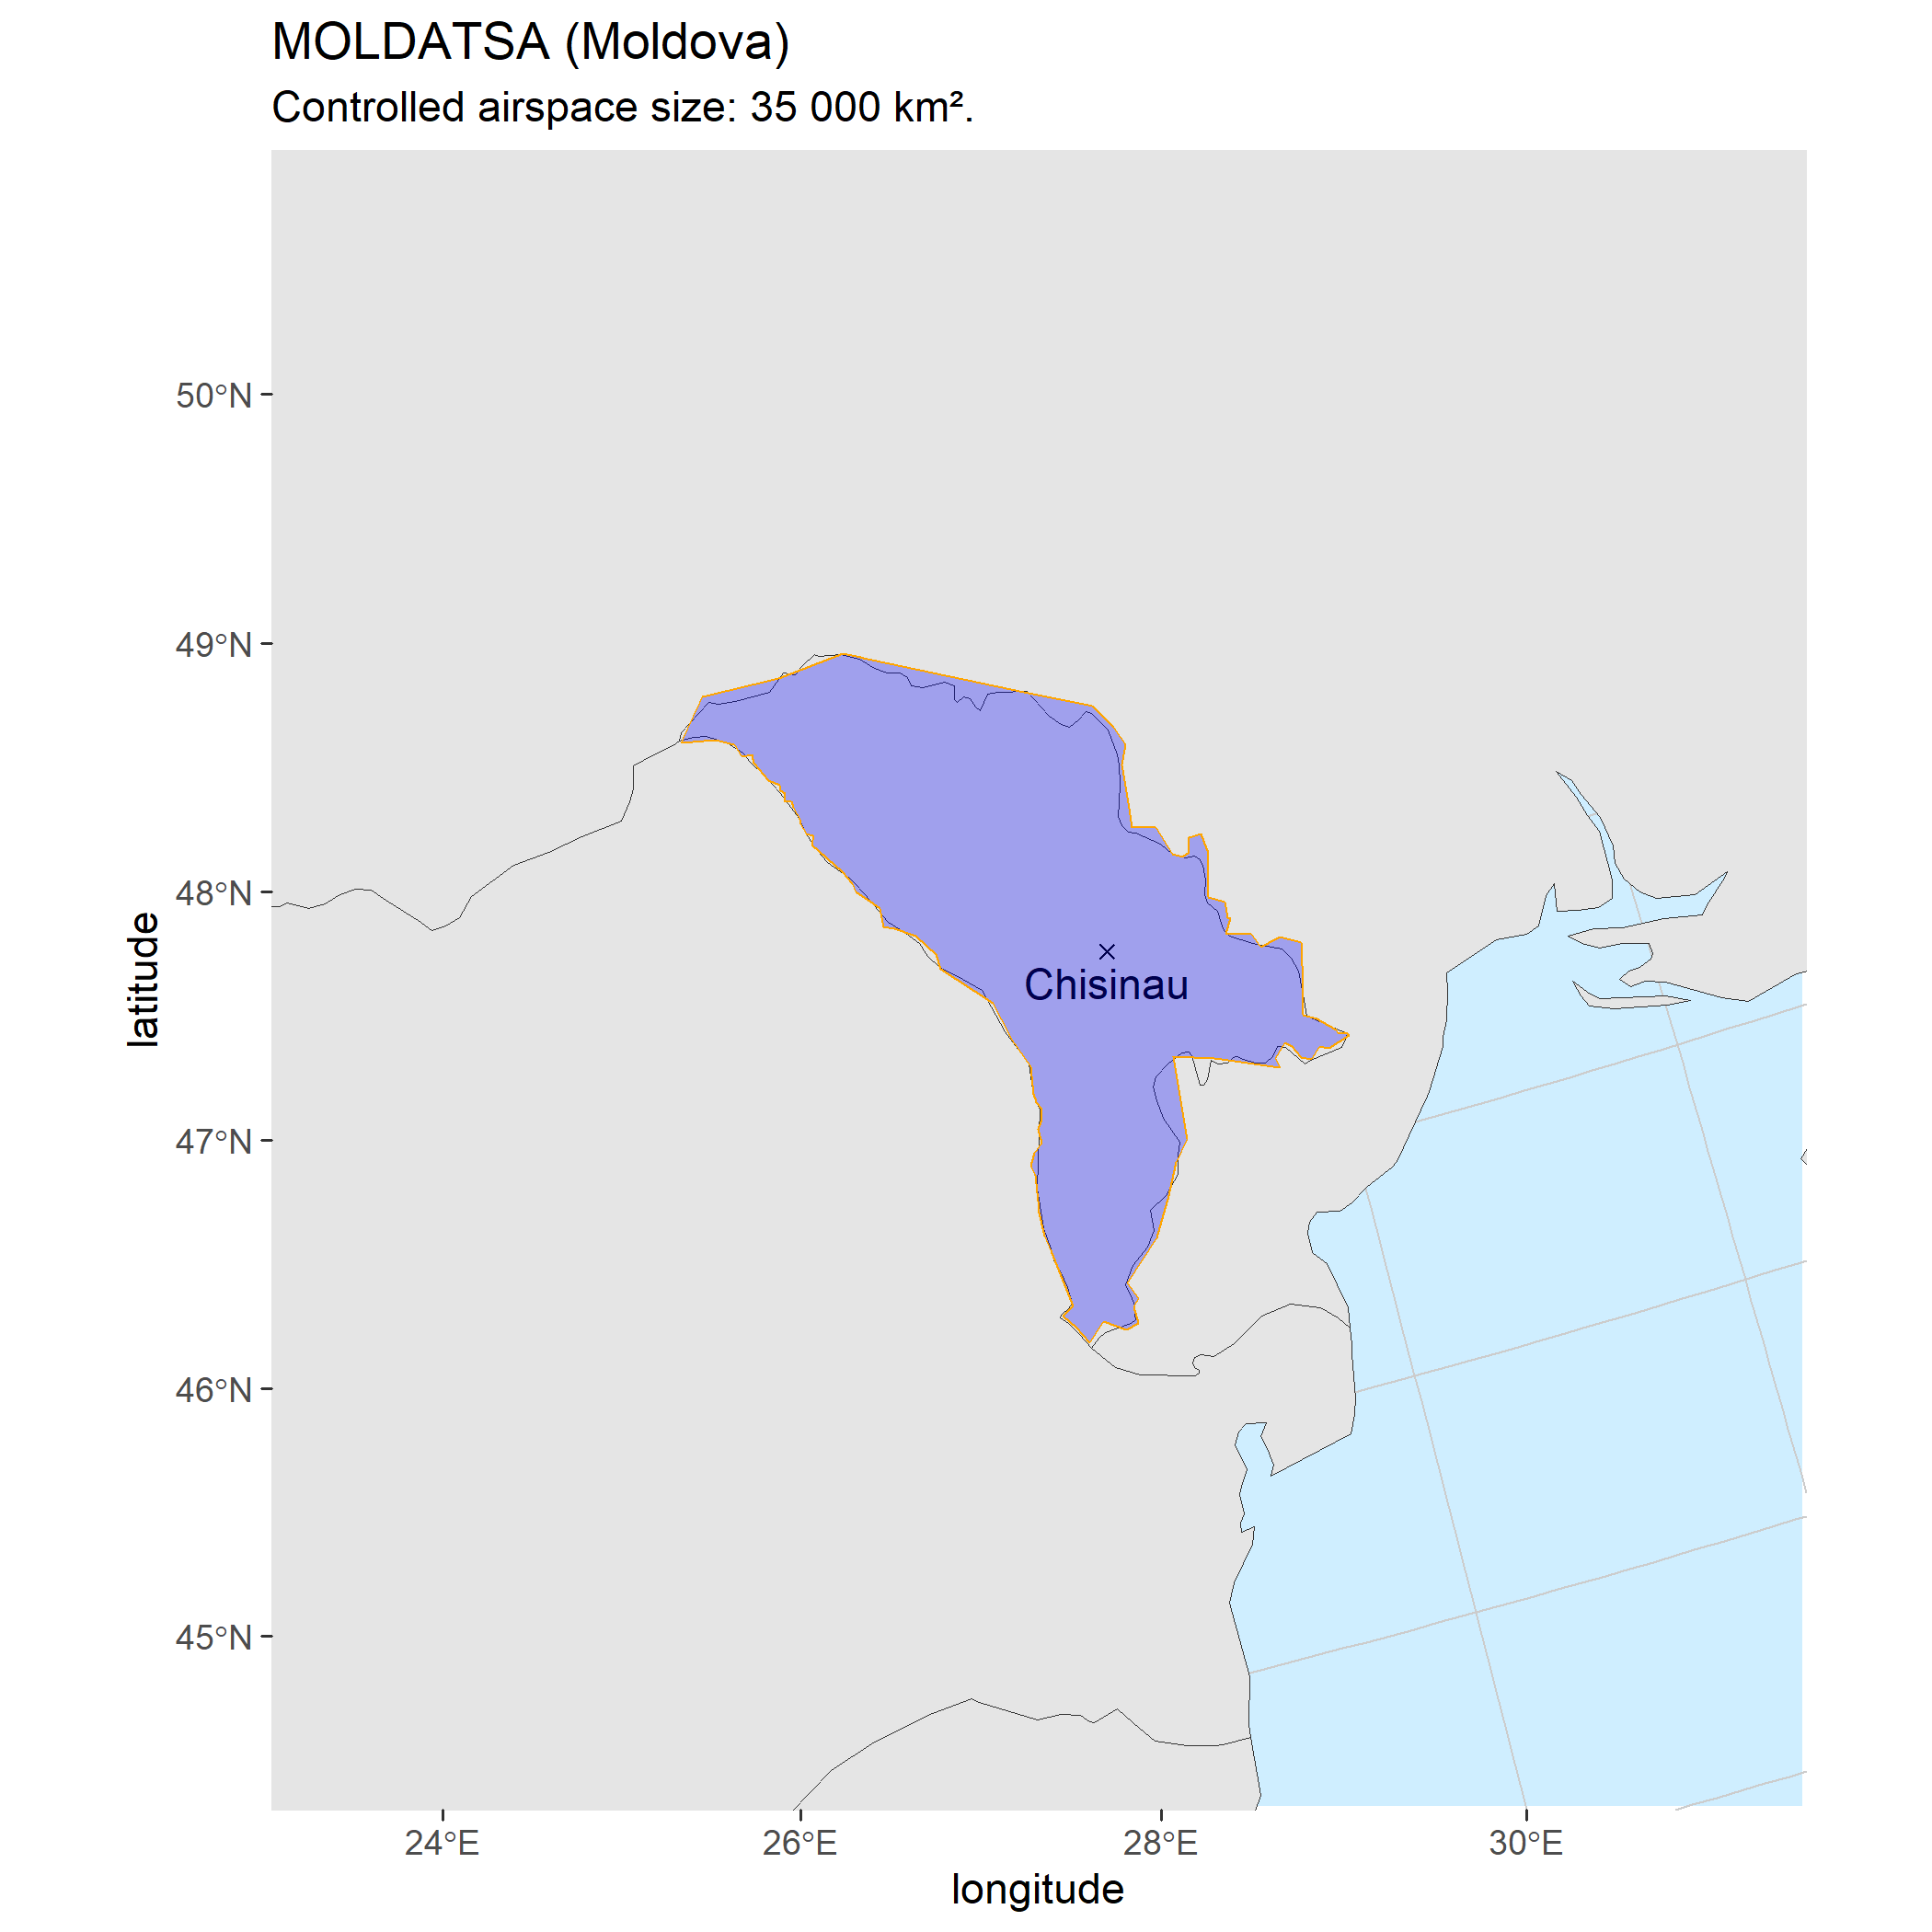 MOLDATSA (Moldova)
Controlled airspace size: 35 000 km².
50°N
49°N
48°N
47°N
46°N
45°N
latitude
Chisinau
24°E
26°E
28°E
30°E
longitude